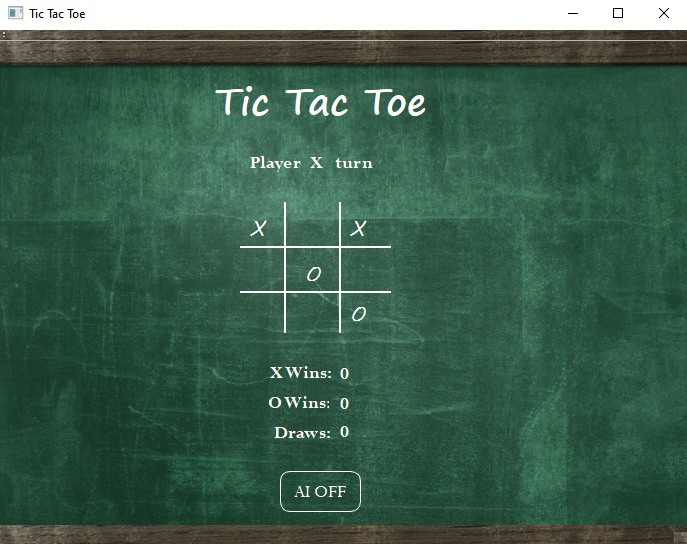 Tic Tac Toe
Tic Tac Toe
Player X turn
X X
O
O
X Wins: 0
O Wins: 0
Draws: 0
AI OFF